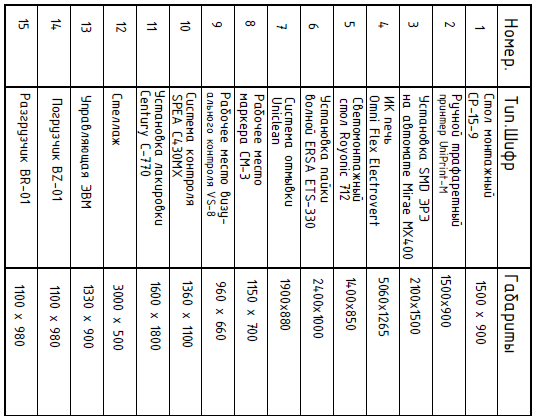 Номер.
Тип.Шифр
Габариты
1
Стол монтажный
СР-15-9
1500 x 900
2
Ручной трафаретный
принтер UniPrint-M
1500x900
3
Установка SMD ЭРЭ
на автомате Mirae MX400
2100x1500
4
ИК печь
Omni Flex Electrovert
5060x1265
5
Светомонтажный
стол Royonic 712
1400x850
6
Установка пайки
волной ERSA ETS-330
2400x1000
7
Система отмывки
Uniclean
1900x880
8
Рабочее место
маркера СМ-3
1150 x 700
9
Рабочее место визу-
ального контроля VS-8
960 x 660
10
Система контроля
SPEA C430MX
1360 x 1100
11
Установка лакировки
Century C-770
1600 x 1800
12
Стеллаж
3000 x 500
13
Управляющая ЭВМ
1330 x 900
14
Погрузчик BZ-01
1100 x 980
15
Разгрузчик BR-01
1100 x 980